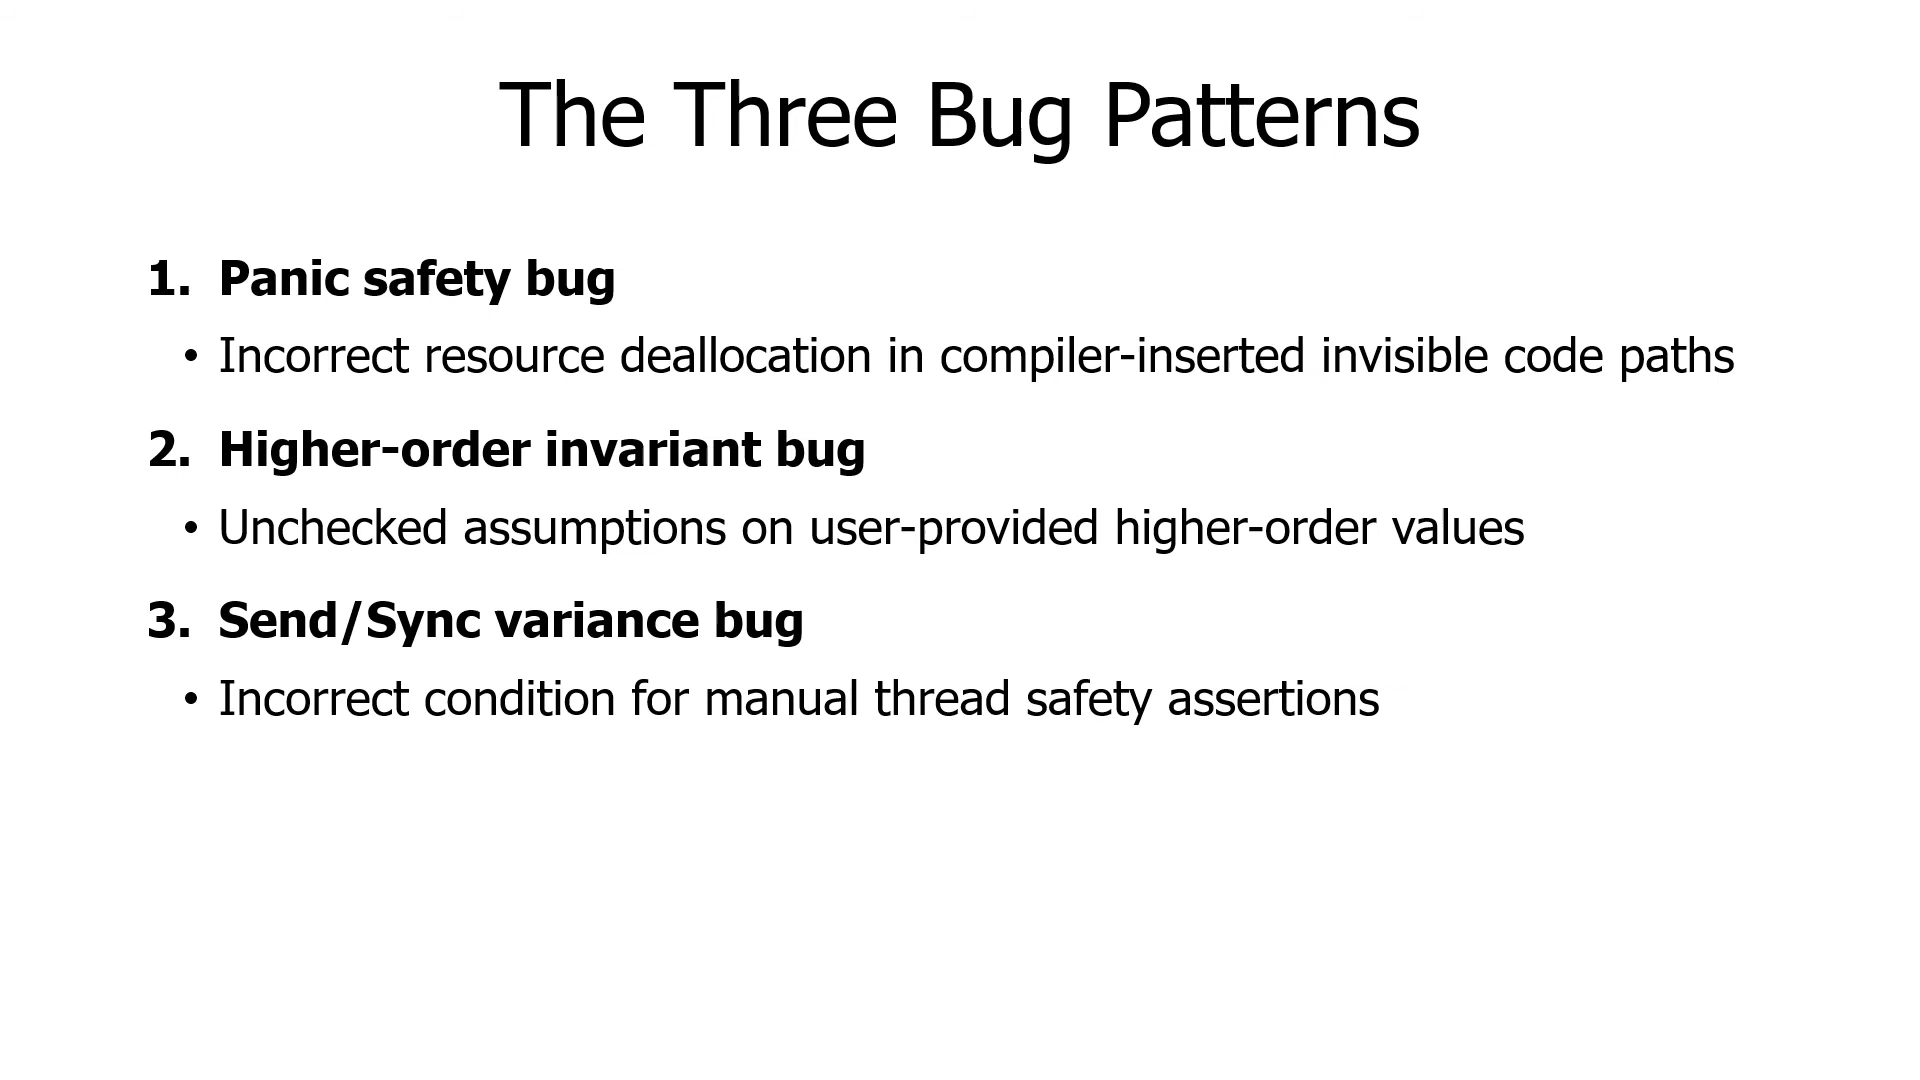 The Three Bug Patterns
1. Panic safety bug
• Incorrect resource deallocation in compiler-inserted invisible code paths
2. Higher-order invariant bug
• Unchecked assumptions on user-provided higher-order values
3. Send/Sync variance bug
• Incorrect condition for manual thread safety assertions